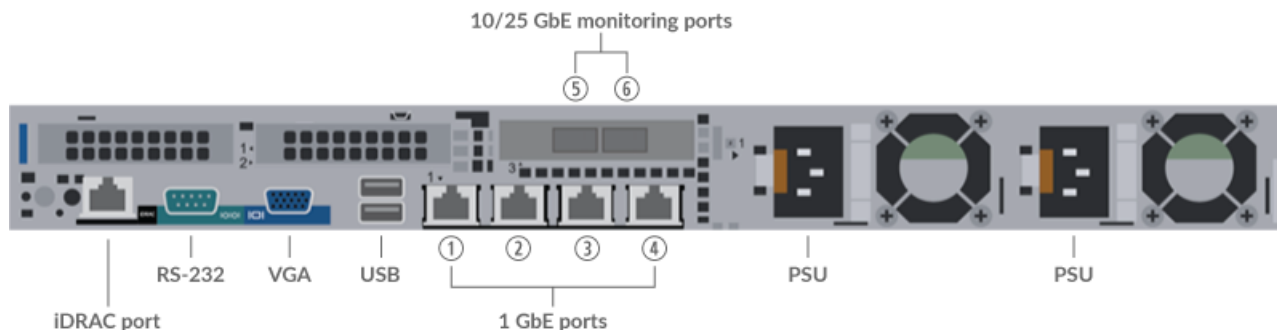 10/25 GbE monitoring ports
⑤ ⑥
1
2
3
1
1
iDRAC
① ② ③ ④
RS-232 VGA USB PSU PSU
iDRAC port 1 GbE ports